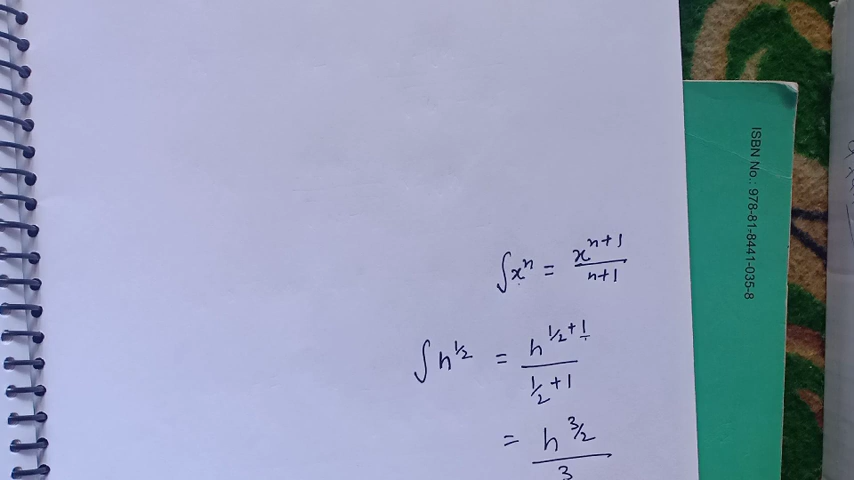 ∫xⁿ = xⁿ⁺¹/n+1
∫h^1/2 = h^1/2+1 / 1/2+1
= h^3/2 / 3
ISBN No.: 978-81-8441-035-8